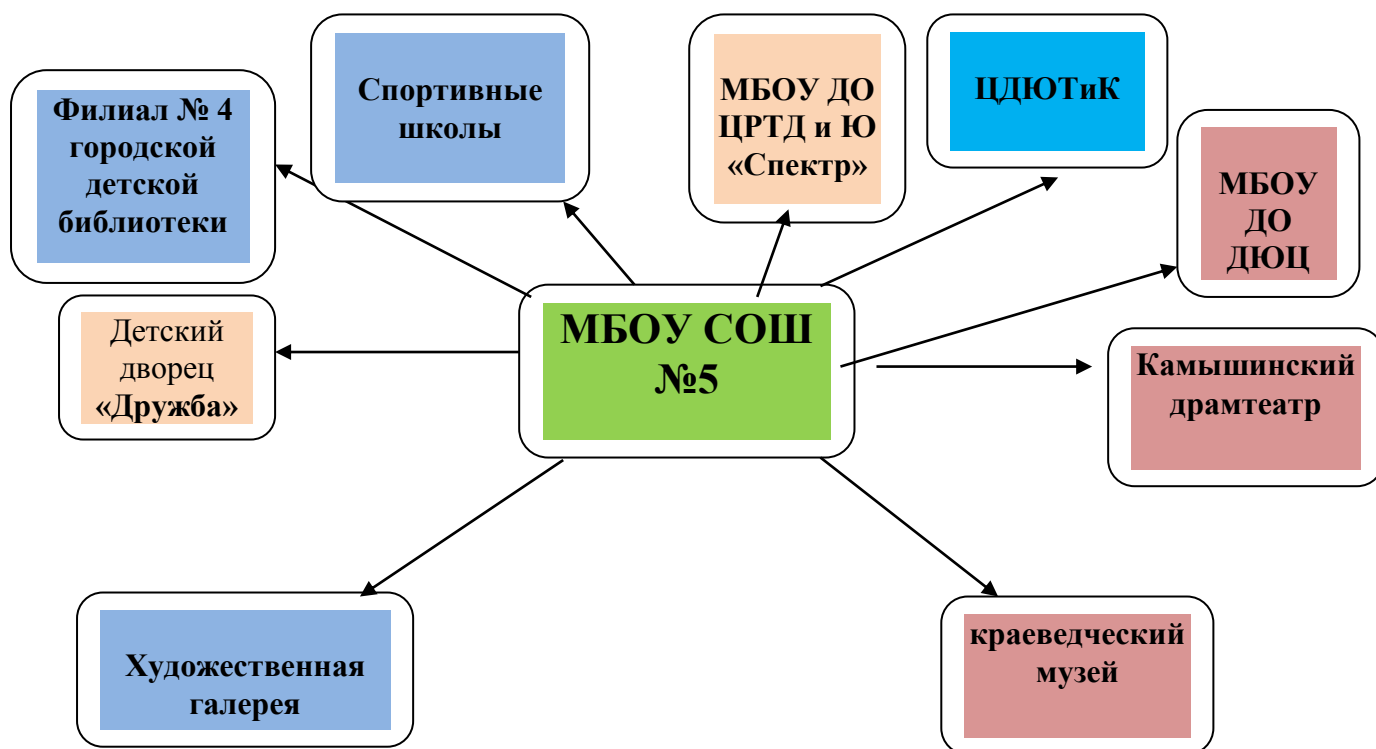 Филиал № 4
городской
детской
библиотеки
Спортивные
школы
МБОУ ДО
ЦРТД и Ю
«Спектр»
ЦДЮТиК
МБОУ
ДО
ДЮЦ
Детский
дворец
«Дружба»
МБОУ СОШ
№5
Камышинский
драмтеатр
Художественная
галерея
краеведческий
музей